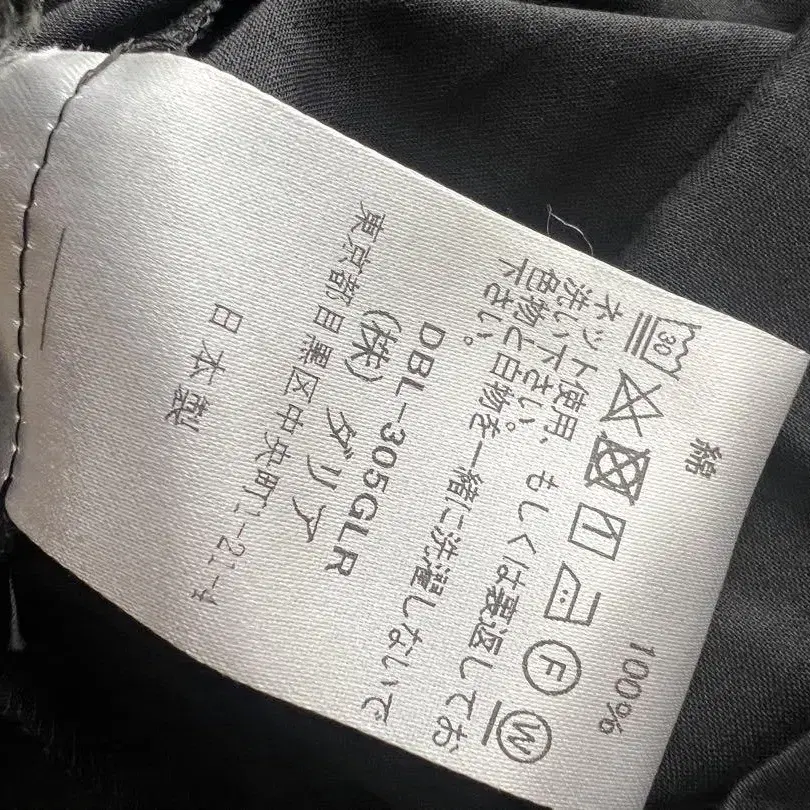 綿 100%
30 F W
ネット使用、もしくは裏返してお
洗い下さい。
色物と白物を一緒に洗濯しないで
下さい。
DBL-305GLR
(株) ダリア
東京都目黒区中央町1-21-4
日本製